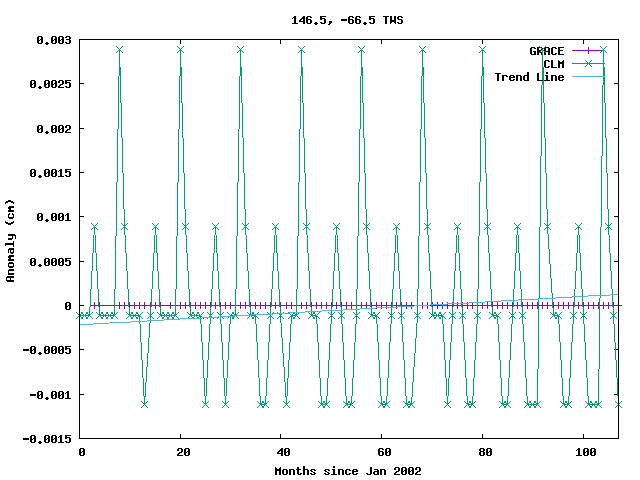 146.5, -66.5 TWS
GRACE
CLM
Trend Line
0.003
0.0025
0.002
0.0015
0.001
0.0005
0
-0.0005
-0.001
-0.0015
Anomaly (cm)
0 20 40 60 80 100
Months since Jan 2002